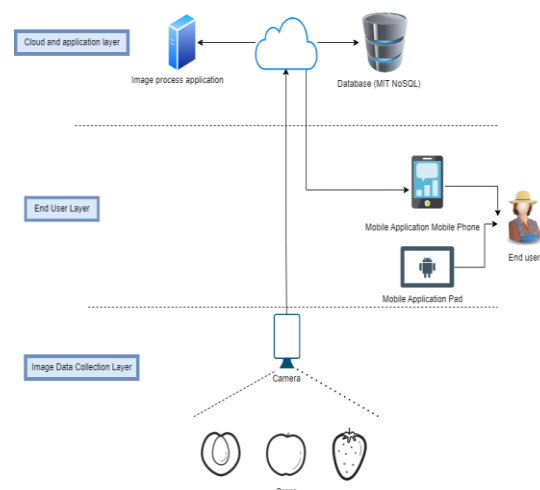 Cloud and application layer
Image process application
Database (MIT NoSQL)
End User Layer
Mobile Application Mobile Phone
End user
Mobile Application Pad
Image Data Collection Layer
Camera